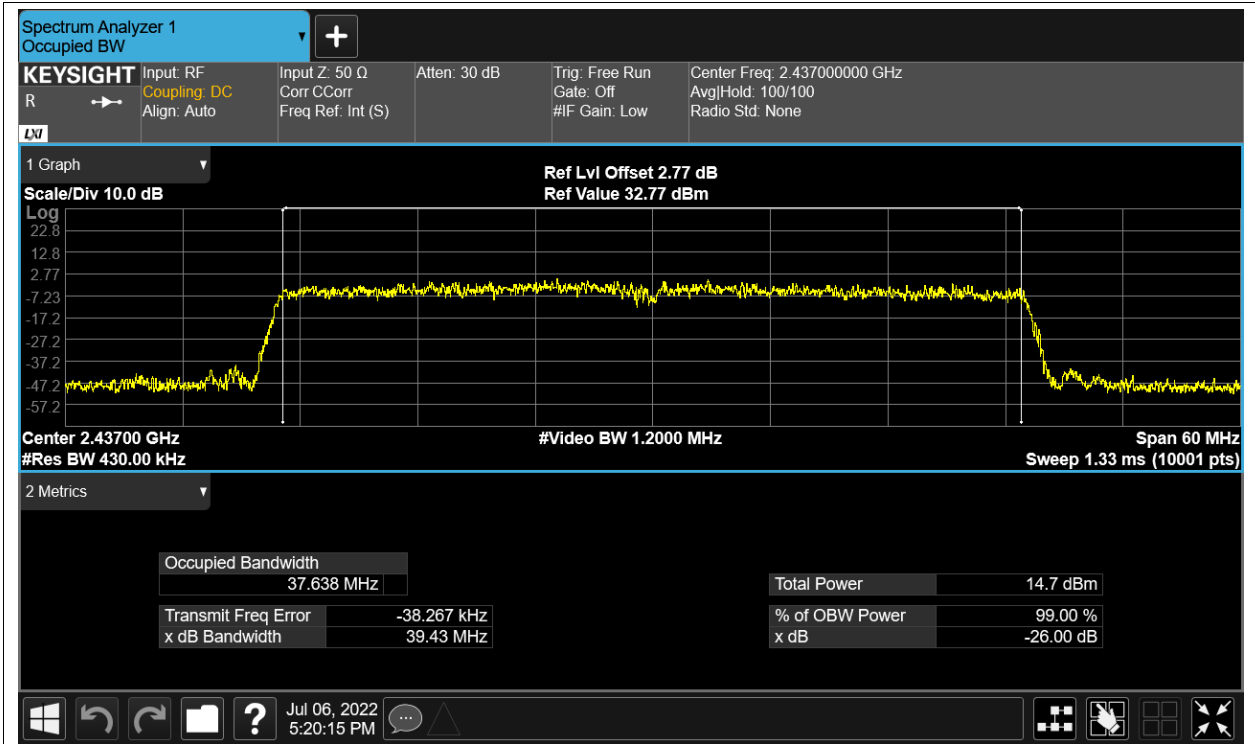 Spectrum Analyzer 1
Occupied BW
KEYSIGHT
R
LXI
Input: RF
Coupling: DC
Align: Auto
Input Z: 50 Ω
Corr CCorr
Freq Ref: Int (S)
Atten: 30 dB
Trig: Free Run
Gate: Off
#IF Gain: Low
Center Freq: 2.437000000 GHz
Avg|Hold: 100/100
Radio Std: None
1 Graph
Scale/Div 10.0 dB
Ref Lvl Offset 2.77 dB
Ref Value 32.77 dBm
Log
22.8
12.8
2.77
-7.23
-17.2
-27.2
-37.2
-47.2
-57.2
Center 2.43700 GHz
#Res BW 430.00 kHz
#Video BW 1.2000 MHz
Span 60 MHz
Sweep 1.33 ms (10001 pts)
2 Metrics
Occupied Bandwidth
37.638 MHz
Transmit Freq Error -38.267 kHz
x dB Bandwidth 39.43 MHz
Total Power 14.7 dBm
% of OBW Power 99.00 %
x dB -26.00 dB
?
Jul 06, 2022
5:20:15 PM